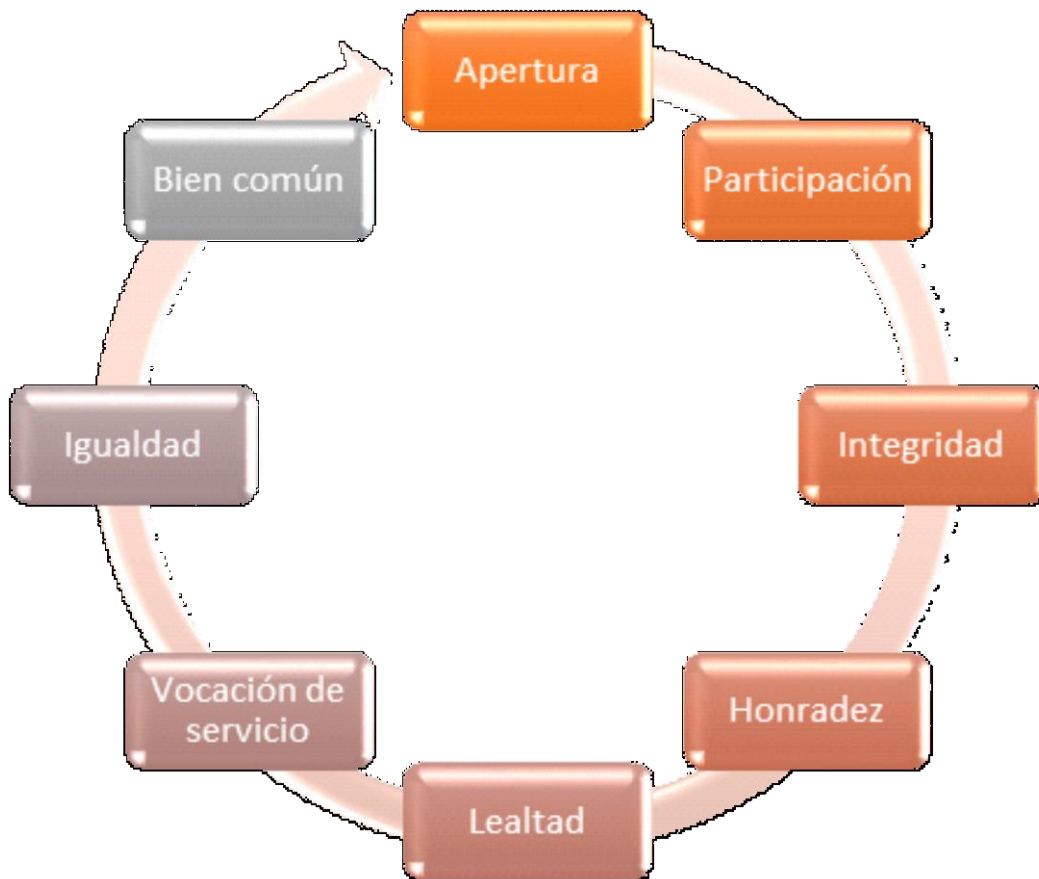 Apertura
Participación
Integridad
Honradez
Lealtad
Vocación de
servicio
Igualdad
Bien común